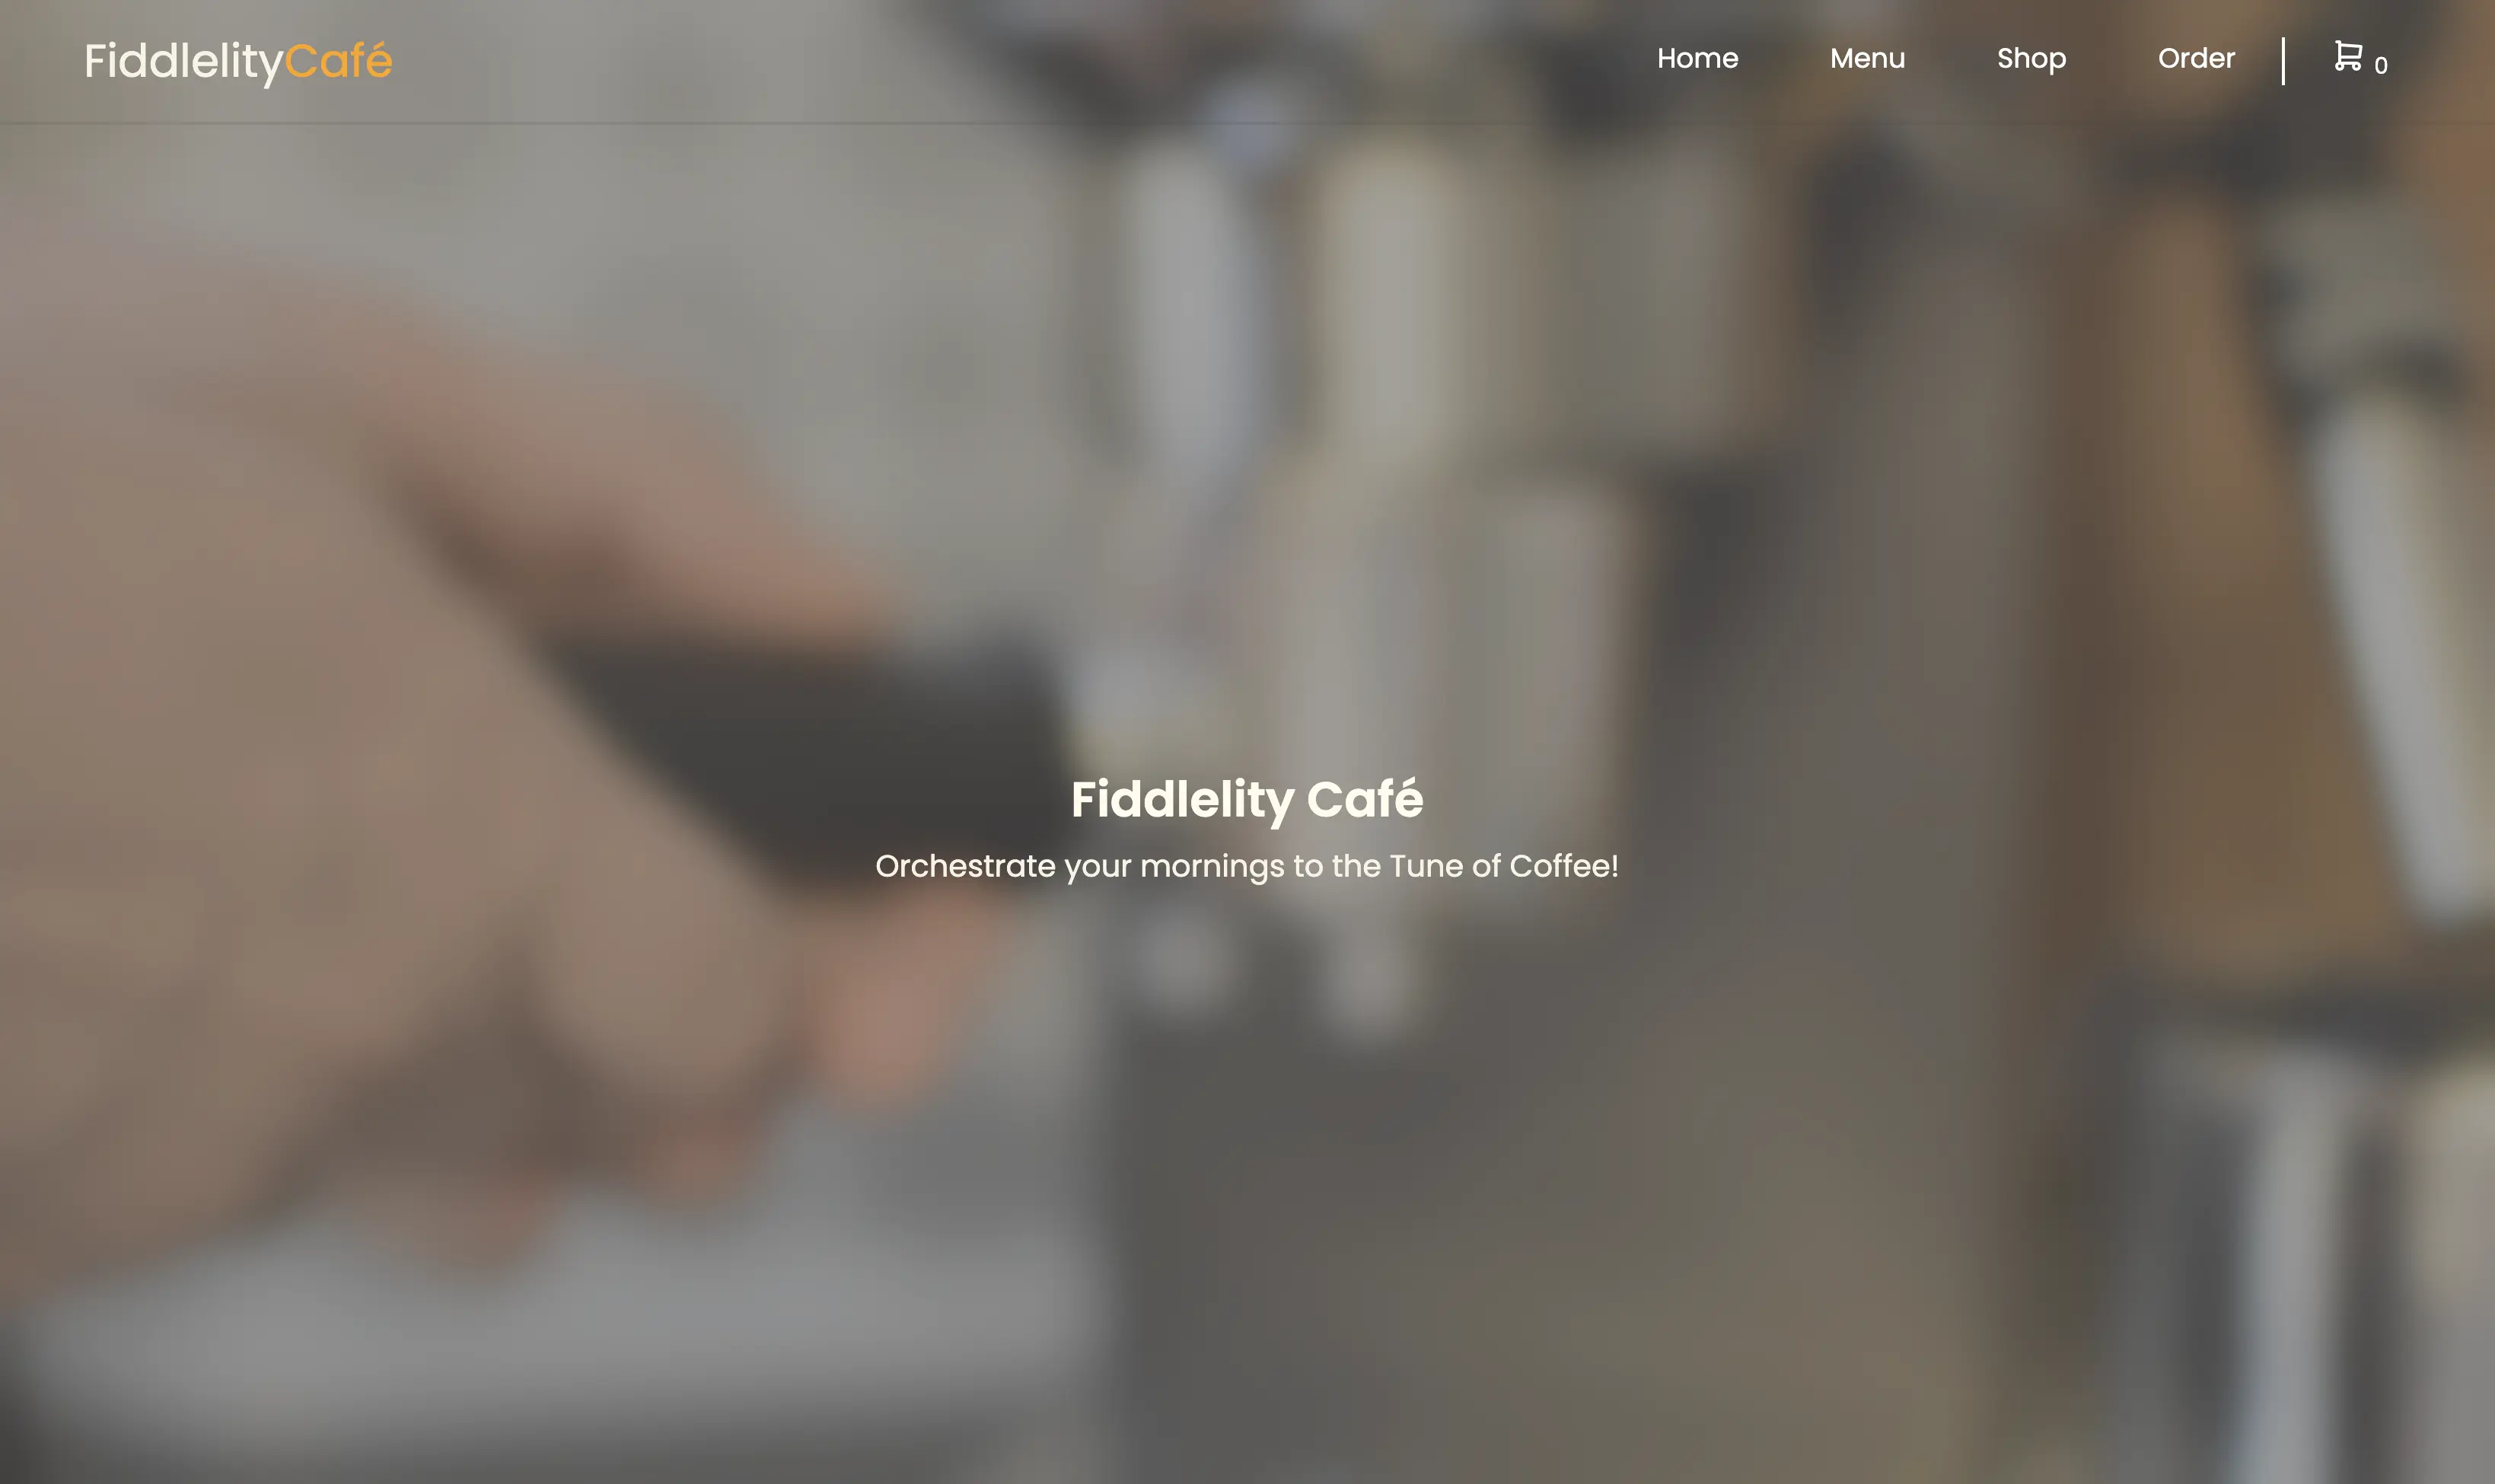 FiddlelityCafé
Home Menu Shop Order 0
Fiddlelity Café
Orchestrate your mornings to the Tune of Coffee!